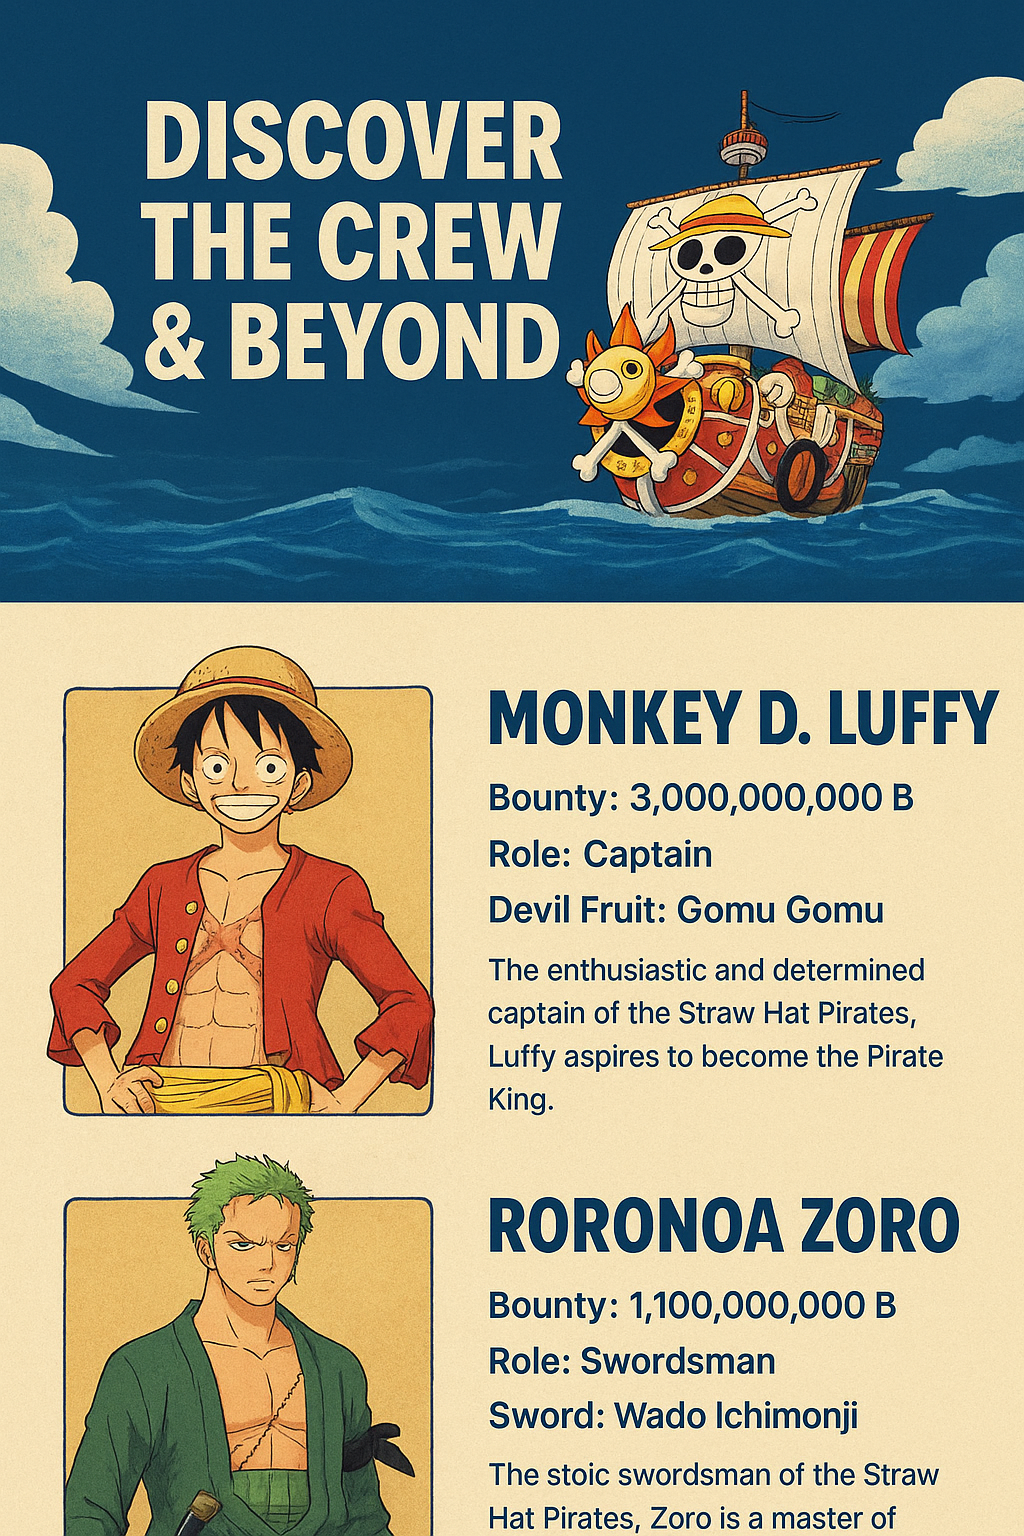 DISCOVER
THE CREW
& BEYOND
MONKEY D. LUFFY
Bounty: 3,000,000,000 B
Role: Captain
Devil Fruit: Gomu Gomu
The enthusiastic and determined
captain of the Straw Hat Pirates,
Luffy aspires to become the Pirate
King.
RORONOA ZORO
Bounty: 1,100,000,000 B
Role: Swordsman
Sword: Wado Ichimonji
The stoic swordsman of the Straw
Hat Pirates, Zoro is a master of